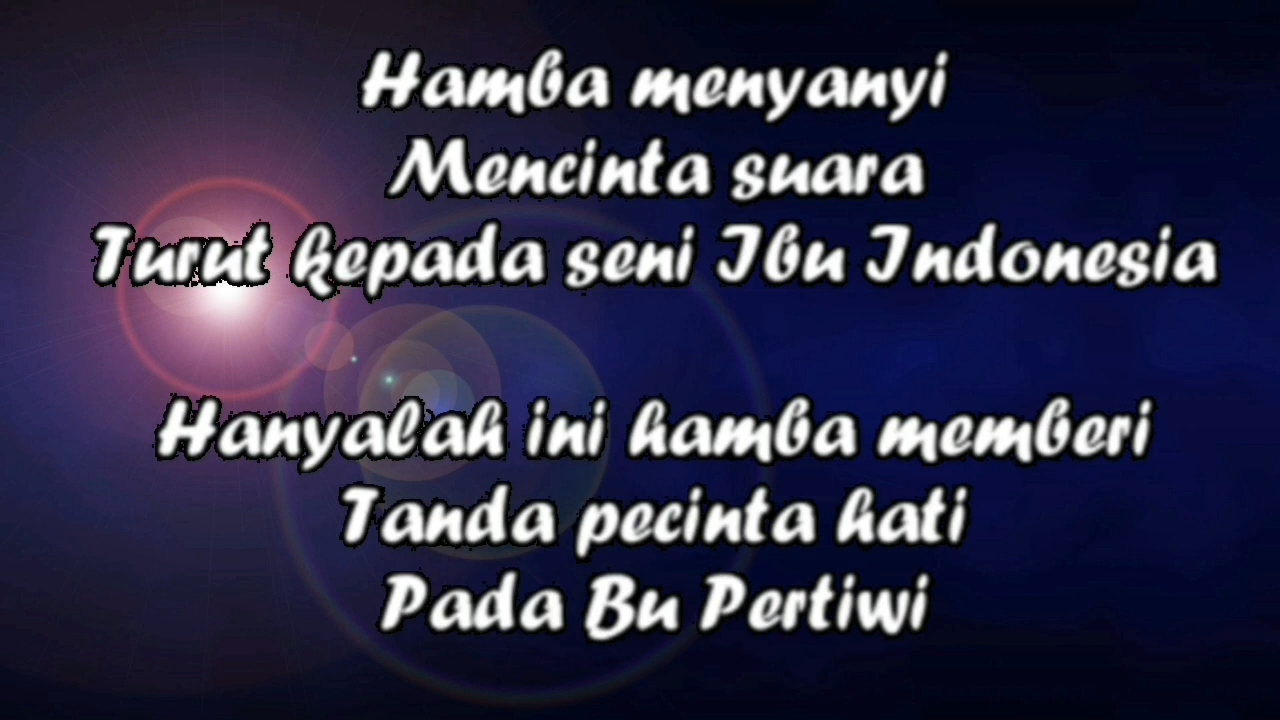 Hamba menyanyi
Mencinta suara
Turut kepada seni Ibu Indonesia
Hanyalah ini hamba memberi
Tanda pecinta hati
Pada Bu Pertiwi